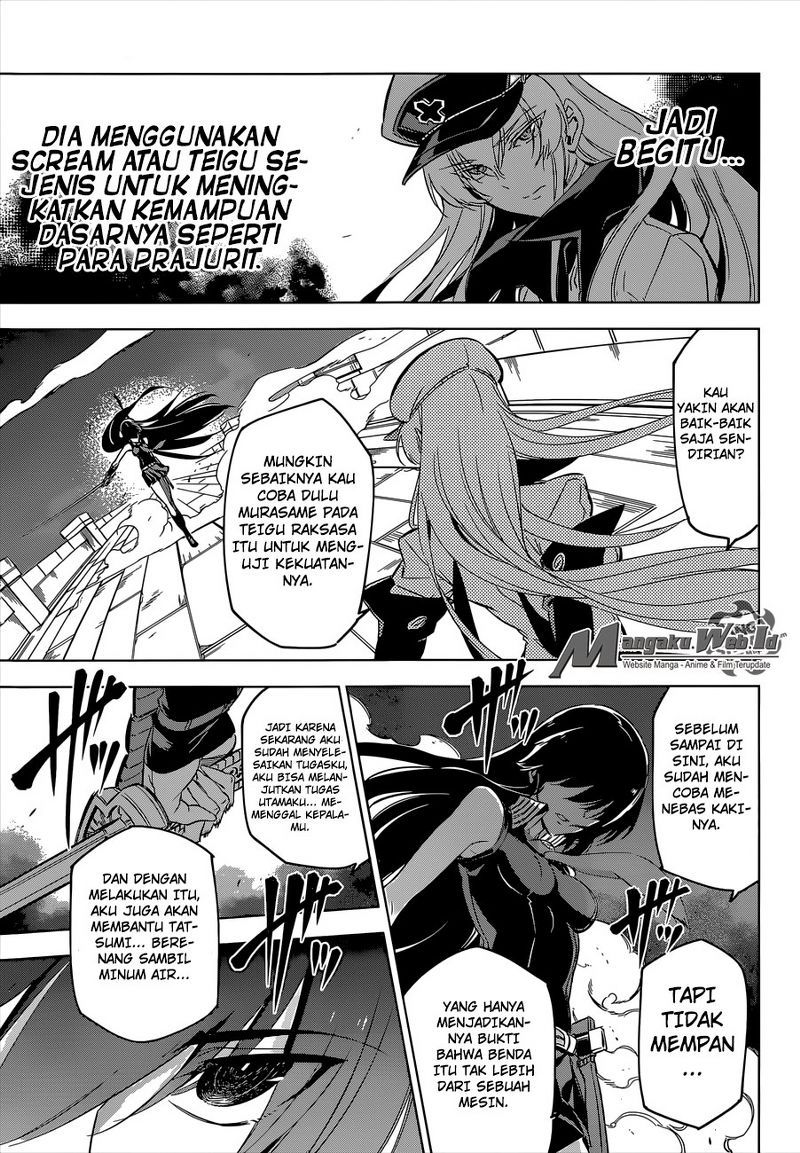 JADI
BEGITU...
DIA MENGGUNAKAN
SCREAM ATAU TEIGU SE-
JENIS UNTUK MENING-
KATKAN KEMAMPUAN
DASARNYA SEPERTI
PARA PRAJURIT.
KAU
YAKIN AKAN
BAIK-BAIK
SAJA SEN-
DIRIAN?
MUNGKIN
SEBAIKNYA KAU
COBA DULU
MURASAME PADA
TEIGU RAKSASA
ITU UNTUK MENG-
UJI KEKUATAN-
NYA.
Mangaku.Web.Id
Website Manga - Anime & Film Terupdate
SEBELUM
SAMPAI DI
SINI, AKU
SUDAH MEN-
COBA ME-
NEBAS KAKI-
NYA.
TAPI
TIDAK
MEMPAN
...
YANG HANYA
MENJADIKAN-
NYA BUKTI
BAHWA BENDA
ITU TAK LEBIH
DARI SEBUAH
MESIN.
JADI KARENA
SEKARANG AKU
SUDAH MENYELE-
SAIKAN TUGASKU,
AKU BISA MELAN-
JUTKAN TUGAS
UTAMAKU... ME-
MENGGAL KEPALA-
MU.
DAN DENGAN
MELAKUKAN ITU,
AKU JUGA AKAN
MEMBANTU TAT-
SUMI... BERE-
NANG SAMBIL
MINUM AIR...